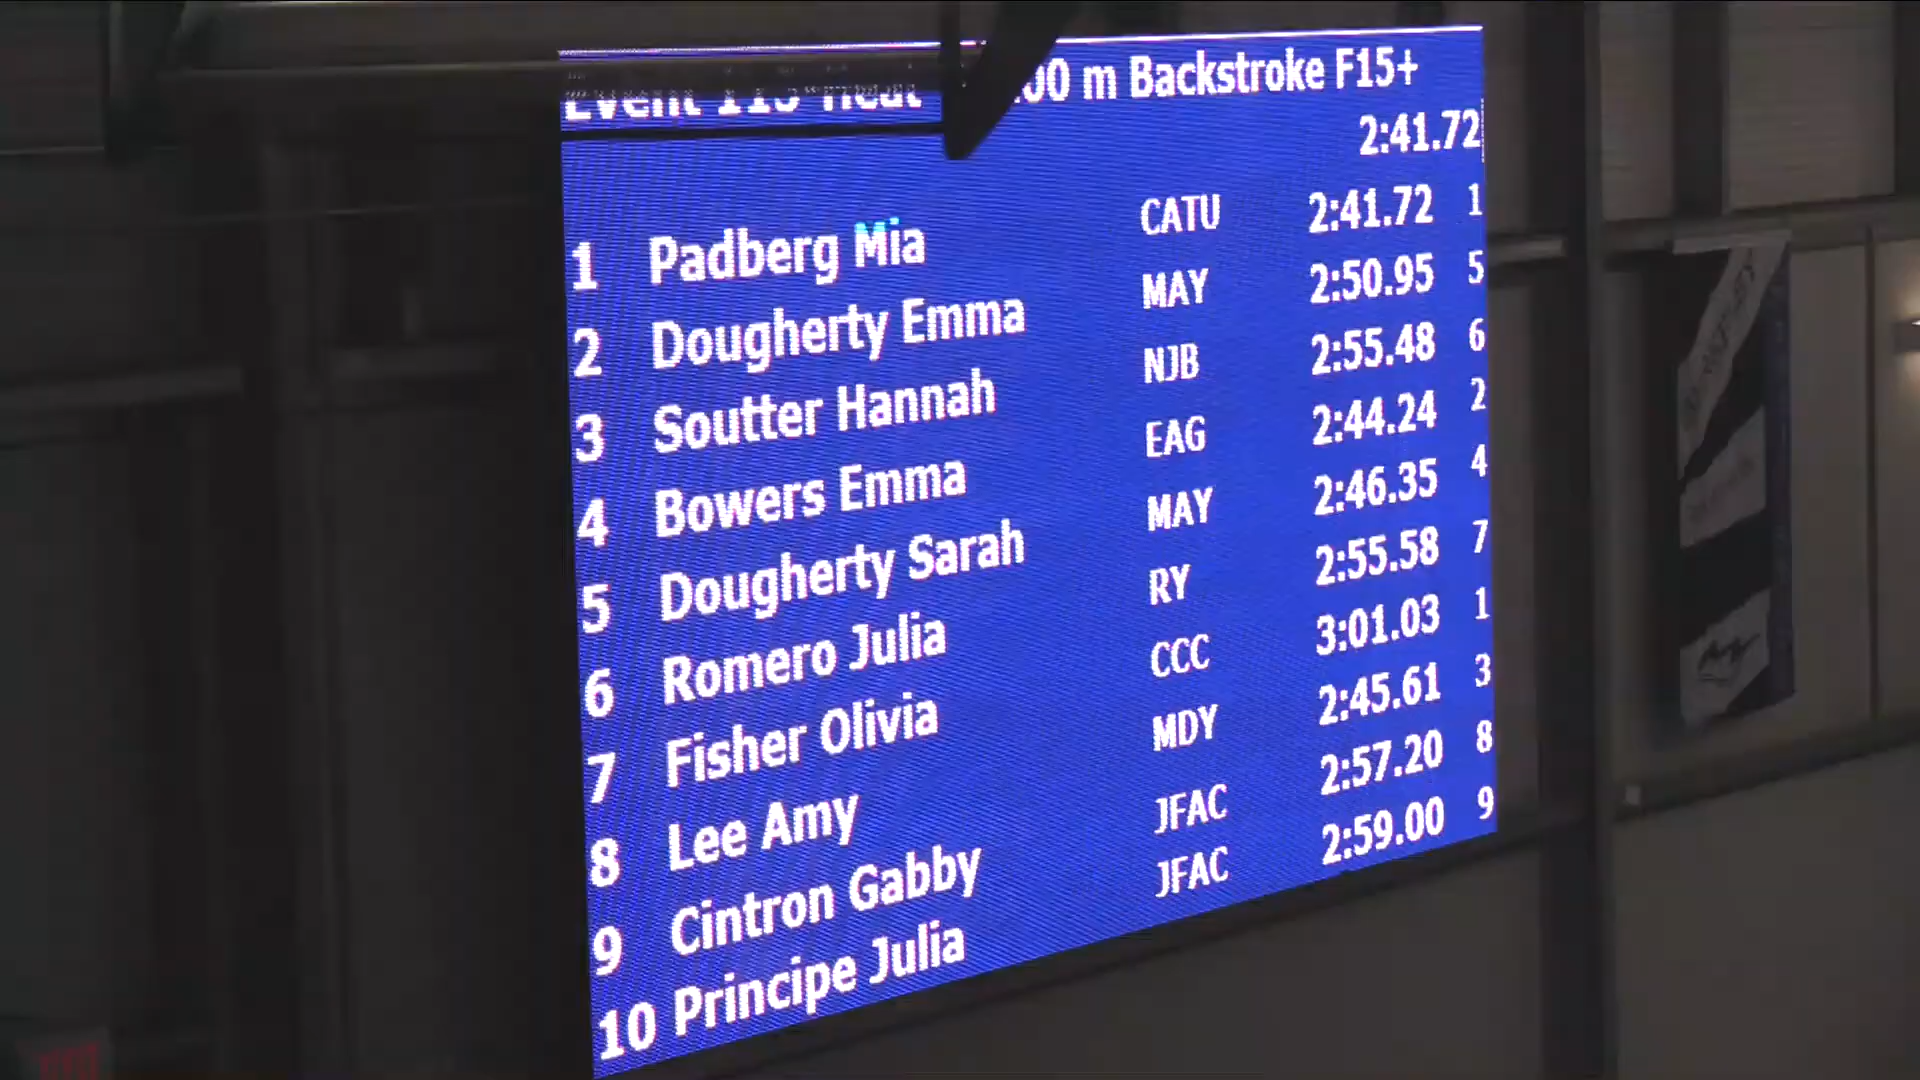 Event 113 Heat 00 m Backstroke F15+
2:41.72
1 Padberg Mia CATU 2:41.72 1
2 Dougherty Emma MAY 2:50.95 5
3 Soutter Hannah NJB 2:55.48 6
4 Bowers Emma EAG 2:44.24 2
5 Dougherty Sarah MAY 2:46.35 4
6 Romero Julia RY 2:55.58 7
7 Fisher Olivia CCC 3:01.03 1
8 Lee Amy MDY 2:45.61 3
9 Cintron Gabby JFAC 2:57.20 8
10 Principe Julia JFAC 2:59.00 9